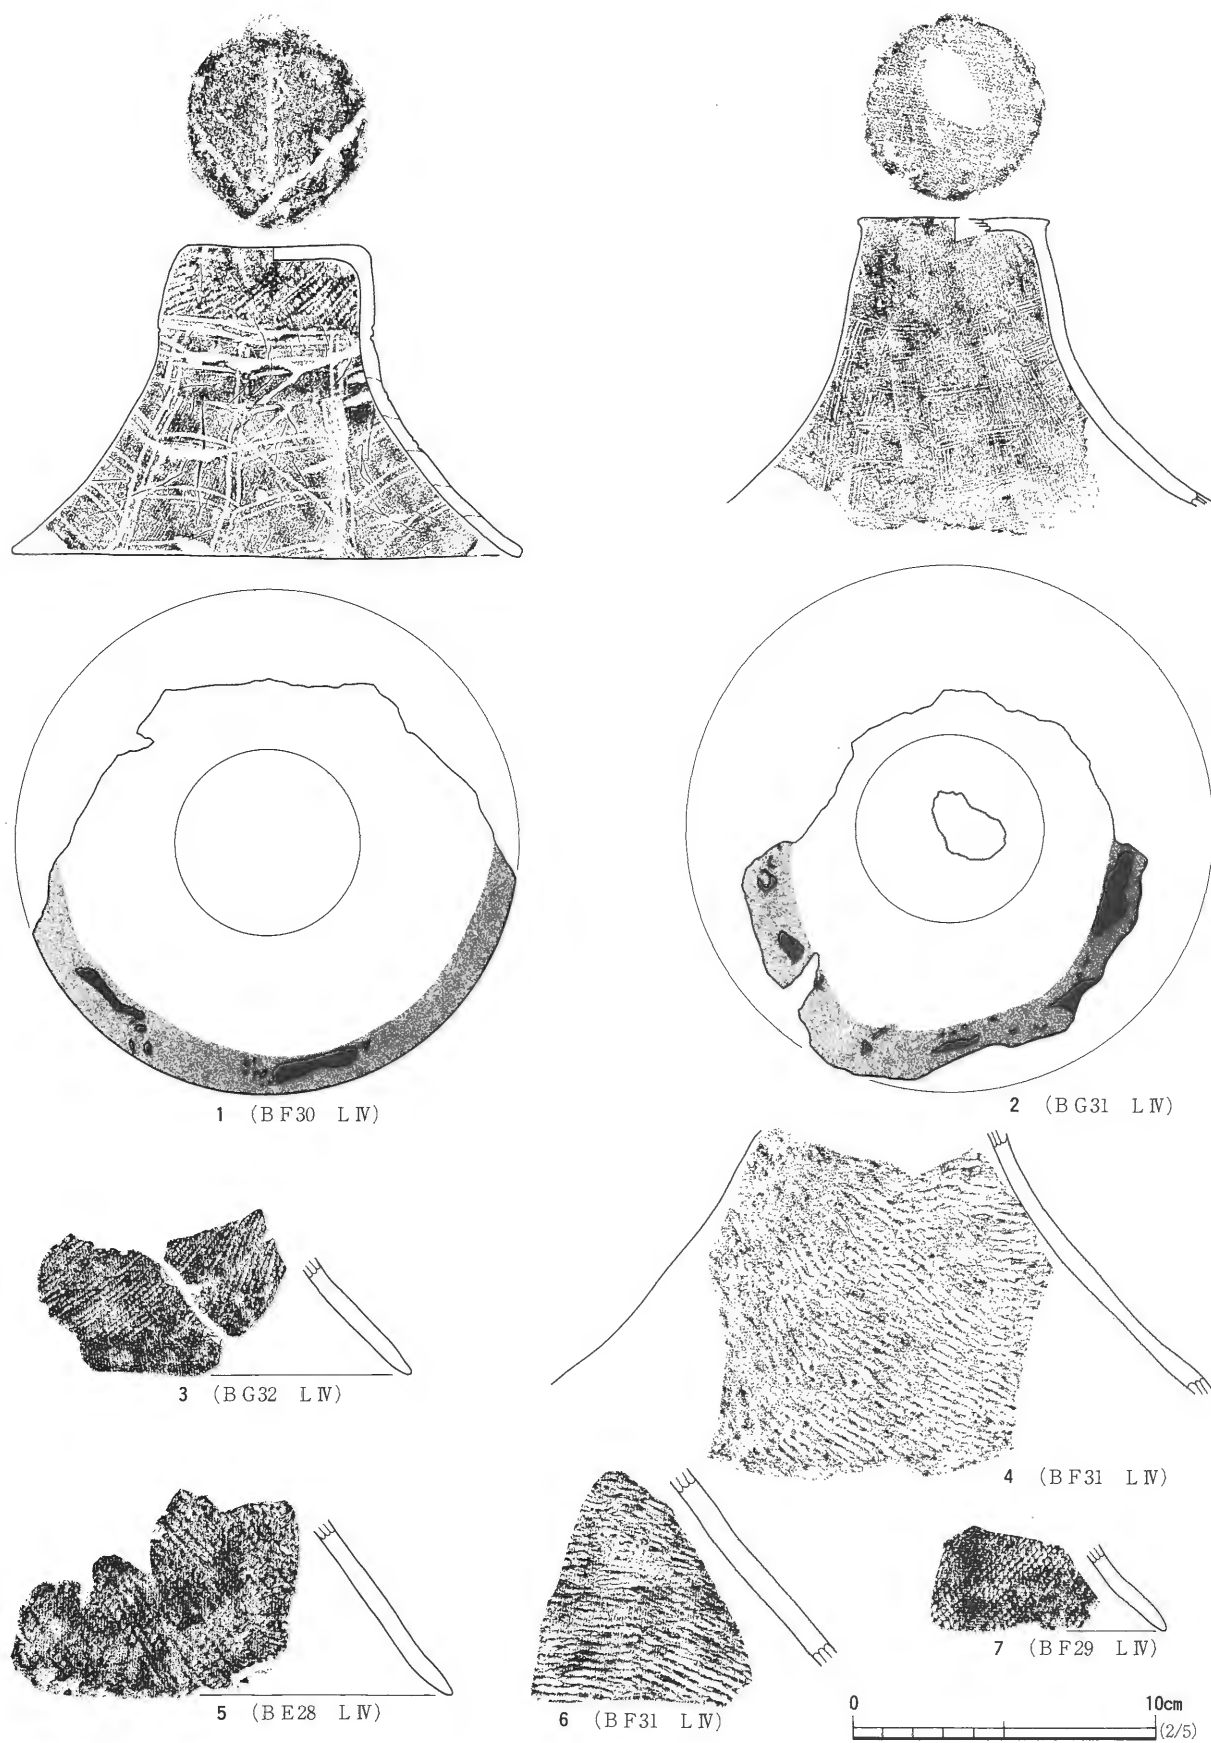 1 (BF30 LⅣ)
2 (BG31 LⅣ)
3 (BG32 LⅣ)
4 (BF31 LⅣ)
5 (BE28 LⅣ)
6 (BF31 LⅣ)
7 (BF29 LⅣ)
0 10cm
(2/5)